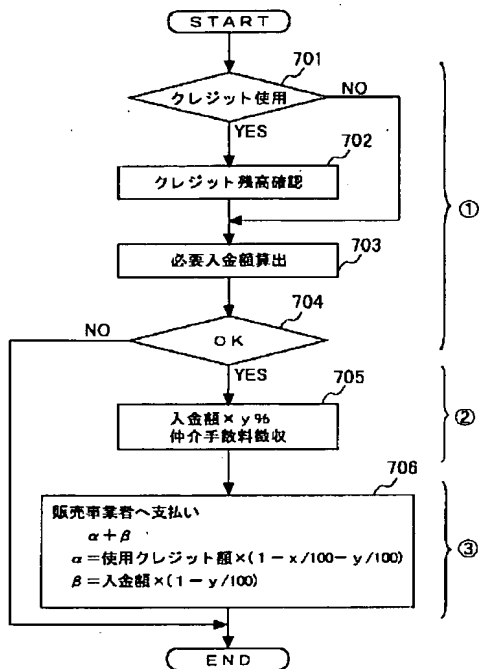 START
701
クレジット使用
NO
YES
702
クレジット残高確認
703
必要入金額算出
①
704
NO
OK
YES
705
入金額×y%
仲介手数料徴収
②
706
販売事業者へ支払い
α+β
α=使用クレジット額×(1-x/100-y/100)
β=入金額×(1-y/100)
③
END